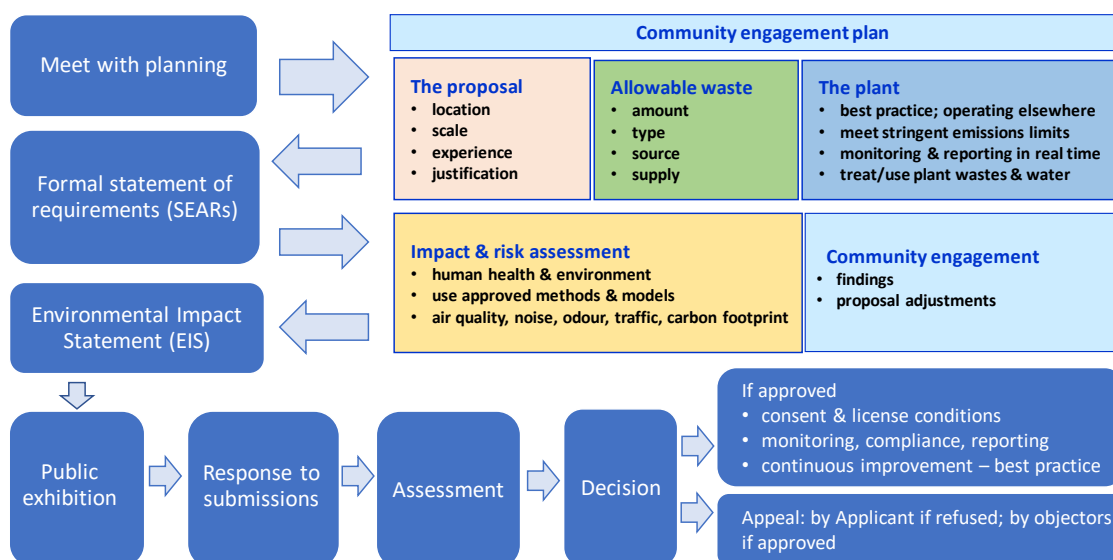 Meet with planning
Community engagement plan
The proposal
• location
• scale
• experience
• justification
Allowable waste
• amount
• type
• source
• supply
The plant
• best practice; operating elsewhere
• meet stringent emissions limits
• monitoring & reporting in real time
• treat/use plant wastes & water
Formal statement of
requirements (SEARs)
Impact & risk assessment
• human health & environment
• use approved methods & models
• air quality, noise, odour, traffic, carbon footprint
Community engagement
• findings
• proposal adjustments
Environmental Impact
Statement (EIS)
Public
exhibition
Response to
submissions
Assessment
Decision
If approved
• consent & license conditions
• monitoring, compliance, reporting
• continuous improvement – best practice
Appeal: by Applicant if refused; by objectors
if approved